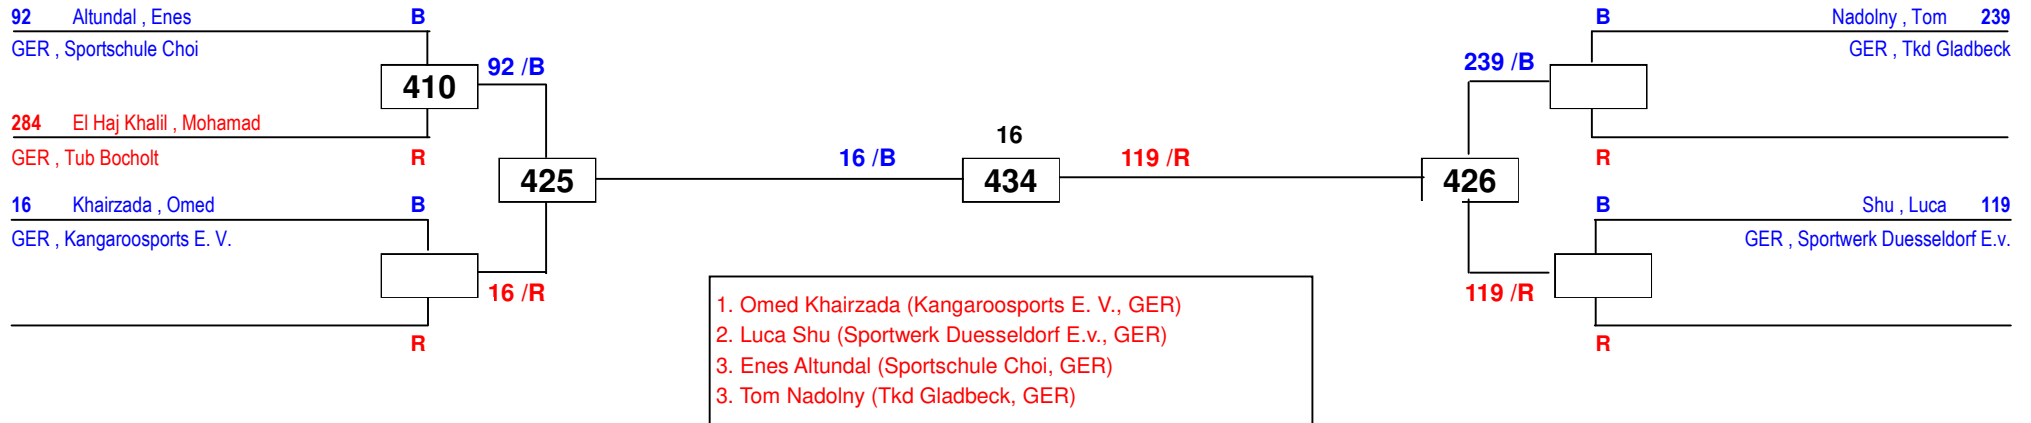 92 Altundal , Enes B
GER , Sportschule Choi
410
92 /B
284 El Haj Khalil , Mohamad
GER , Tub Bocholt R
425
16 Khairzada , Omed B
GER , Kangaroosports E. V.
16 /R
R
16 /B
16
434
119 /R
B Nadolny , Tom 239
GER , Tkd Gladbeck
239 /B
R
426
B Shu , Luca 119
GER , Sportwerk Duesseldorf E.v.
119 /R
R
1. Omed Khairzada (Kangaroosports E. V., GER)
2. Luca Shu (Sportwerk Duesseldorf E.v., GER)
3. Enes Altundal (Sportschule Choi, GER)
3. Tom Nadolny (Tkd Gladbeck, GER)